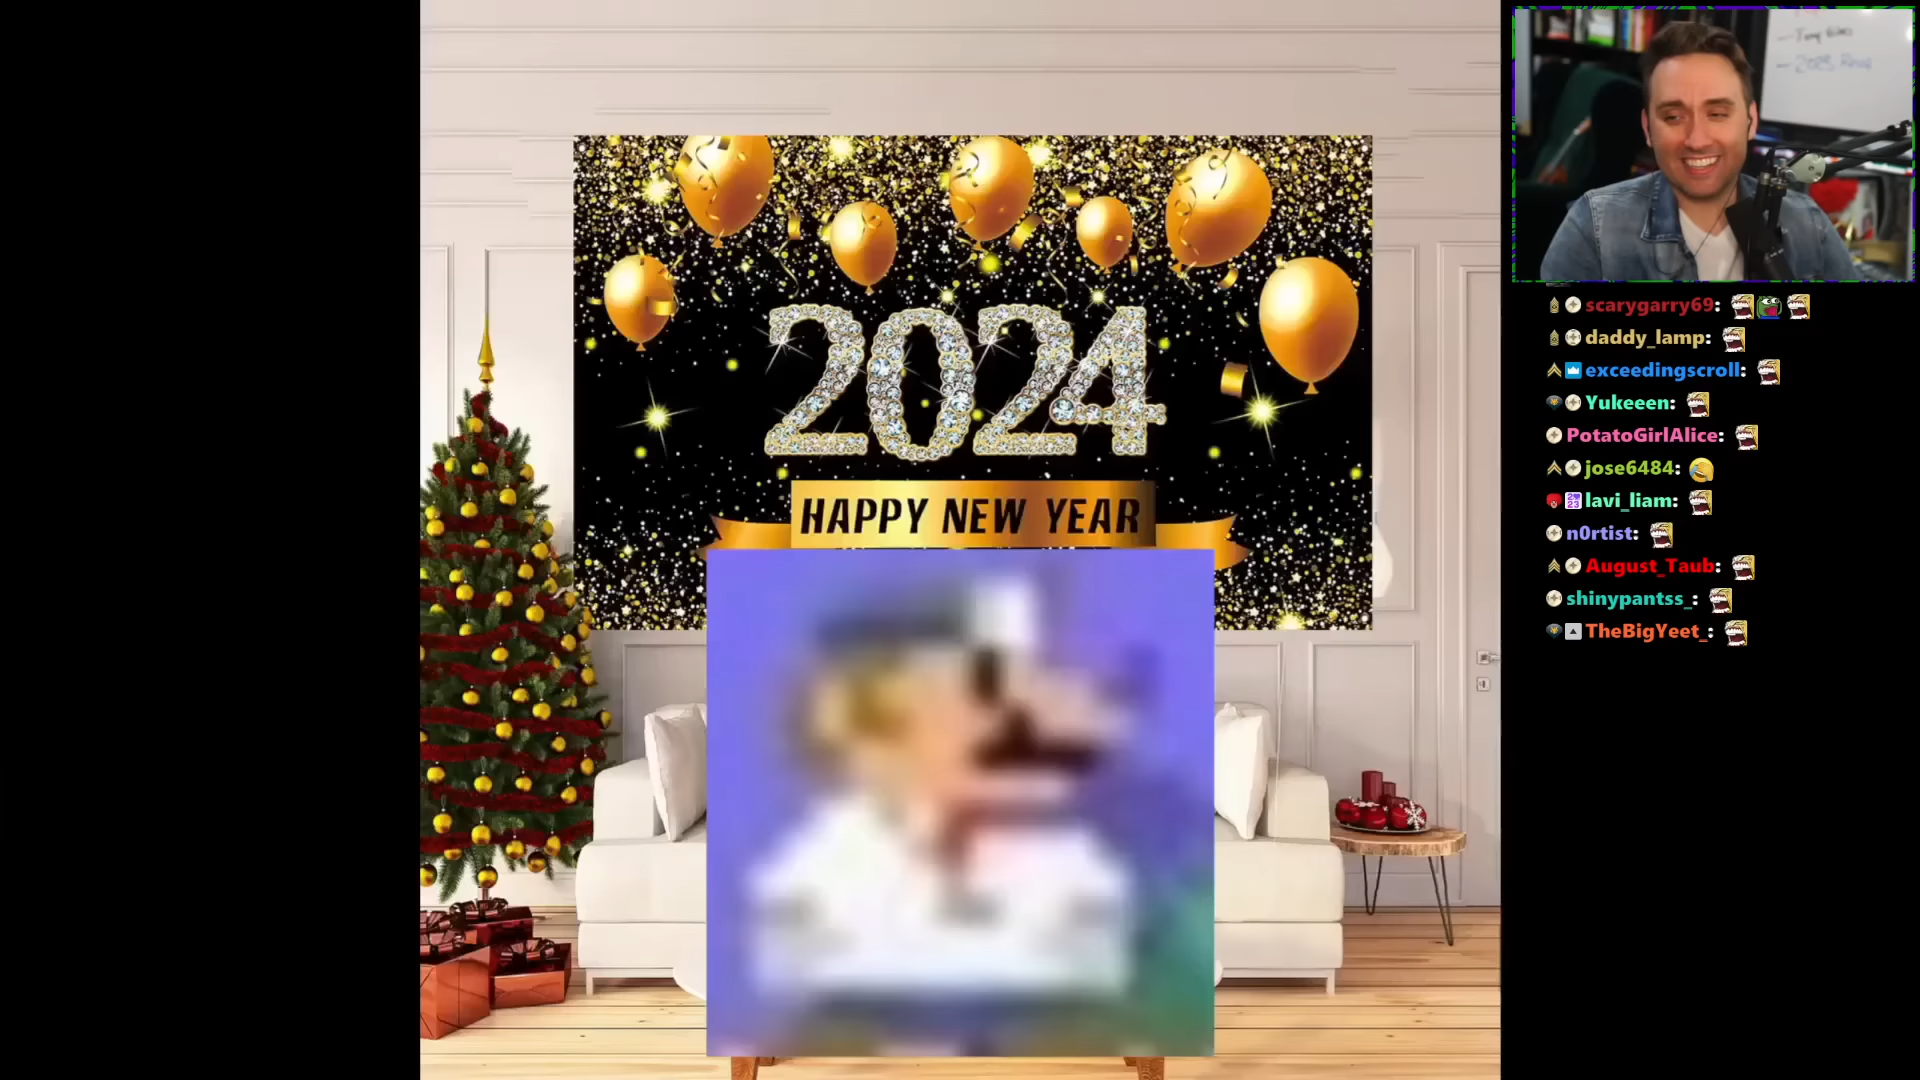 2024
HAPPY NEW YEAR
scarygarry69:
daddy_lamp:
exceedingscroll:
Yukeeen:
PotatoGirlAlice:
jose6484:
lavi_liam:
n0rtist:
August_Taub:
shinypantss_:
TheBigYeet_: